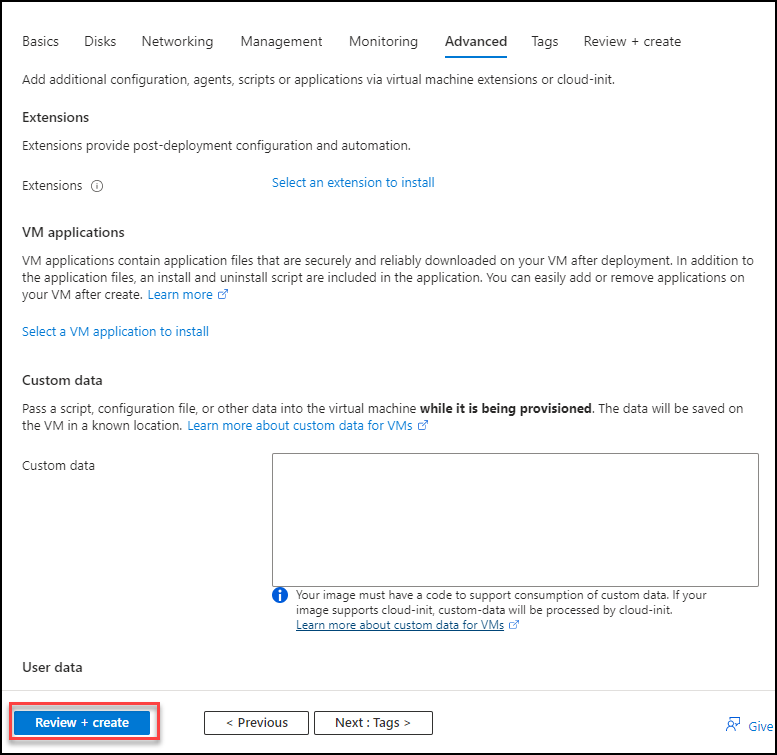 Basics Disks Networking Management Monitoring Advanced Tags Review + create
Add additional configuration, agents, scripts or applications via virtual machine extensions or cloud-init.
Extensions
Extensions provide post-deployment configuration and automation.
Extensions Select an extension to install
VM applications
VM applications contain application files that are securely and reliably downloaded on your VM after deployment. In addition to
the application files, an install and uninstall script are included in the application. You can easily add or remove applications on
your VM after create. Learn more
Select a VM application to install
Custom data
Pass a script, configuration file, or other data into the virtual machine while it is being provisioned. The data will be saved on
the VM in a known location. Learn more about custom data for VMs
Custom data
Your image must have a code to support consumption of custom data. If your
image supports cloud-init, custom-data will be processed by cloud-init.
Learn more about custom data for VMs
User data
Review + create < Previous Next : Tags > Give